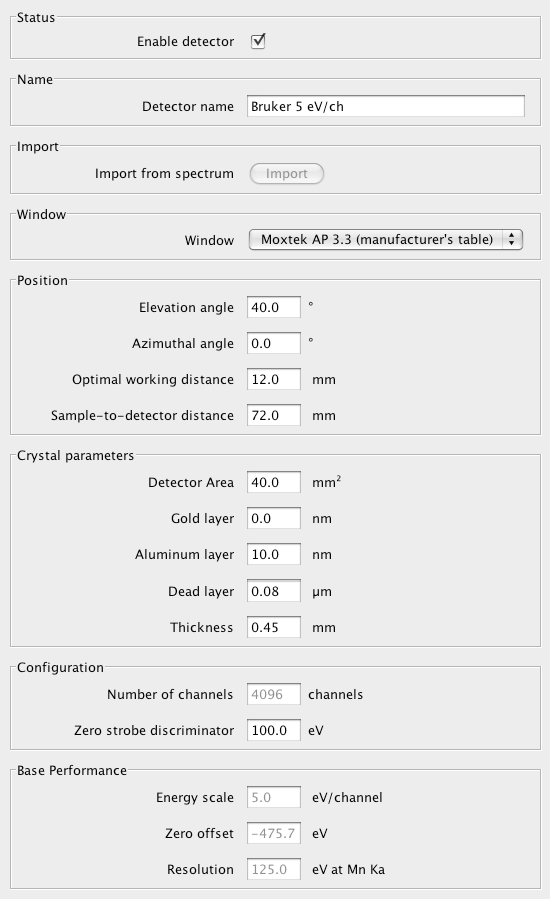 Status
Enable detector
Name
Detector name Bruker 5 eV/ch
Import
Import from spectrum Import
Window
Window Moxtek AP 3.3 (manufacturer's table)
Position
Elevation angle 40.0 °
Azimuthal angle 0.0 °
Optimal working distance 12.0 mm
Sample-to-detector distance 72.0 mm
Crystal parameters
Detector Area 40.0 mm²
Gold layer 0.0 nm
Aluminum layer 10.0 nm
Dead layer 0.08 µm
Thickness 0.45 mm
Configuration
Number of channels 4096 channels
Zero strobe discriminator 100.0 eV
Base Performance
Energy scale 5.0 eV/channel
Zero offset -475.7 eV
Resolution 125.0 eV at Mn Ka